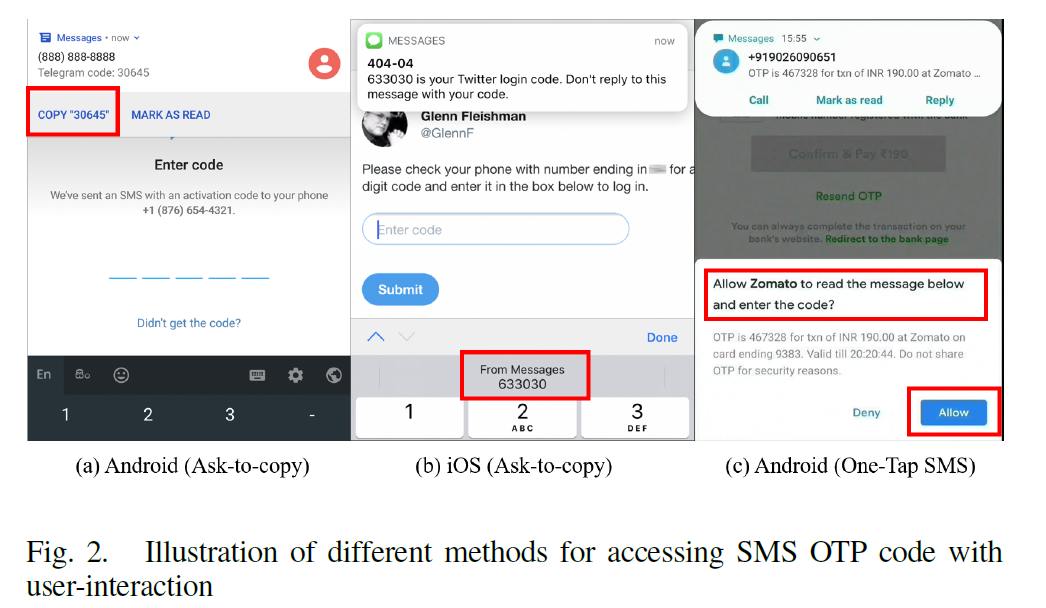 Messages • now
(888) 888-8888
Telegram code: 30645
COPY "30645" MARK AS READ
Enter code
We've sent an SMS with an activation code to your phone
+1 (876) 654-4321.
Didn't get the code?
En
1 2 3 -
MESSAGES now
404-04
633030 is your Twitter login code. Don't reply to this
message with your code.
Glenn Fleishman
@GlennF
Please check your phone with number ending in for a
digit code and enter it in the box below to log in.
Enter code
Submit
Done
From Messages
633030
1 2 3
ABC DEF
Messages 15:55
+919026090651
OTP is 467328 for txn of INR 190.00 at Zomato ...
Call Mark as read Reply
mobile number registered with the bank
Confirm & Pay ₹190
Resend OTP
You can always complete the transaction on your
bank's website. Redirect to the bank page
Allow Zomato to read the message below
and enter the code?
OTP is 467328 for txn of INR 190.00 at Zomato on
card ending 9383. Valid till 20:20:44. Do not share
OTP for security reasons.
Deny Allow
(a) Android (Ask-to-copy)
(b) iOS (Ask-to-copy)
(c) Android (One-Tap SMS)
Fig. 2. Illustration of different methods for accessing SMS OTP code with
user-interaction